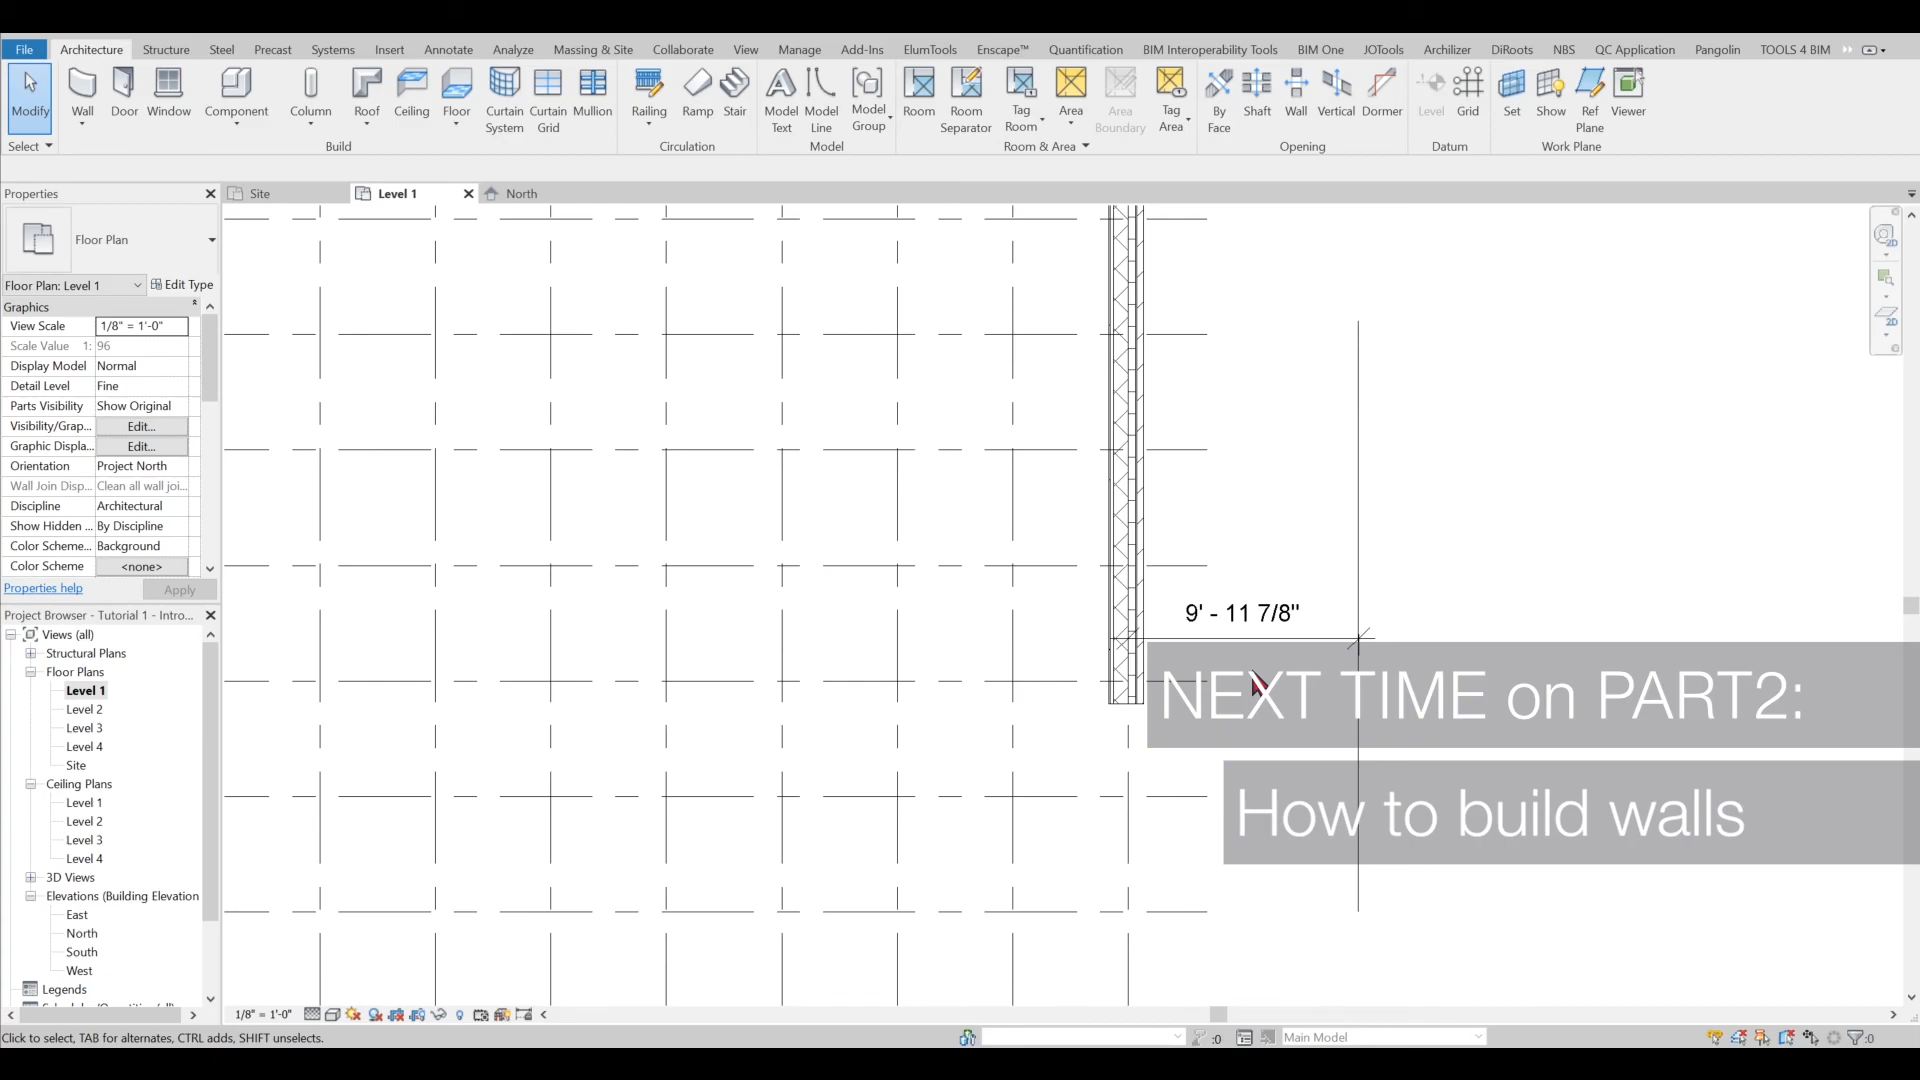 File Architecture Structure Steel Precast Systems Insert Annotate Analyze Massing & Site Collaborate View Manage Add-Ins ElumTools Enscape™ Quantification BIM Interoperability Tools BIM One JOTools Archilizer DiRoots NBS QC Application Pangolin TOOLS 4 BIM
Modify Wall Door Window Component Column Roof Ceiling Floor Curtain System Curtain Grid Mullion Railing Ramp Stair Model Text Model Line Model Group Room Room Separator Tag Room Area Area Boundary Tag Area By Face Shaft Wall Vertical Dormer Level Grid Set Show Ref Plane Viewer
Select Build Circulation Model Room & Area Opening Datum Work Plane
Properties
Site Level 1 North
Floor Plan
Floor Plan: Level 1 Edit Type
Graphics
View Scale 1/8" = 1'-0"
Scale Value 1: 96
Display Model Normal
Detail Level Fine
Parts Visibility Show Original
Visibility/Grap... Edit...
Graphic Displa... Edit...
Orientation Project North
Wall Join Disp... Clean all wall joi...
Discipline Architectural
Show Hidden ... By Discipline
Color Scheme... Background
Color Scheme <none>
Properties help Apply
Project Browser - Tutorial 1 - Intro...
Views (all)
Structural Plans
Floor Plans
Level 1
Level 2
Level 3
Level 4
Site
Ceiling Plans
Level 1
Level 2
Level 3
Level 4
3D Views
Elevations (Building Elevation
East
North
South
West
Legends
9' - 11 7/8"
NEXT TIME on PART2:
How to build walls
2D
2D
1/8" = 1'-0"
Click to select, TAB for alternates, CTRL adds, SHIFT unselects.
:0
Main Model
:0